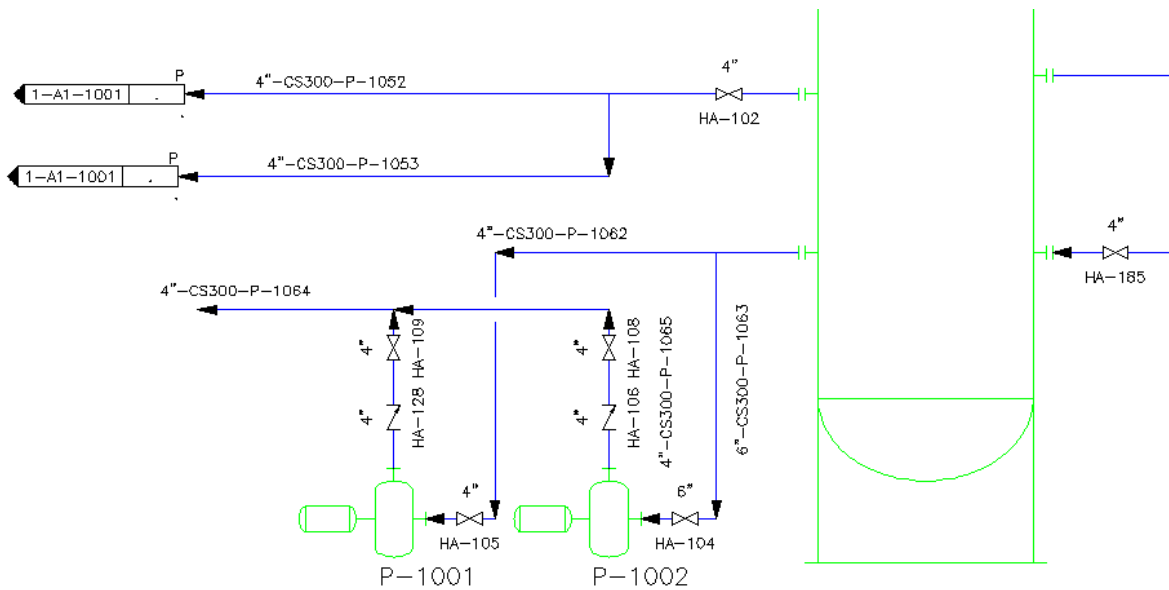 4"
P
4"-CS300-P-1052
1-A1-1001 .
HA-102
P
4"-CS300-P-1053
1-A1-1001 .
4"-CS300-P-1062
4"
HA-185
4"-CS300-P-1064
4" HA-109
4" HA-128
4" HA-108
4" HA-106
4"-CS300-P-1065
6"-CS300-P-1063
4"
6"
HA-105
HA-104
P-1001
P-1002